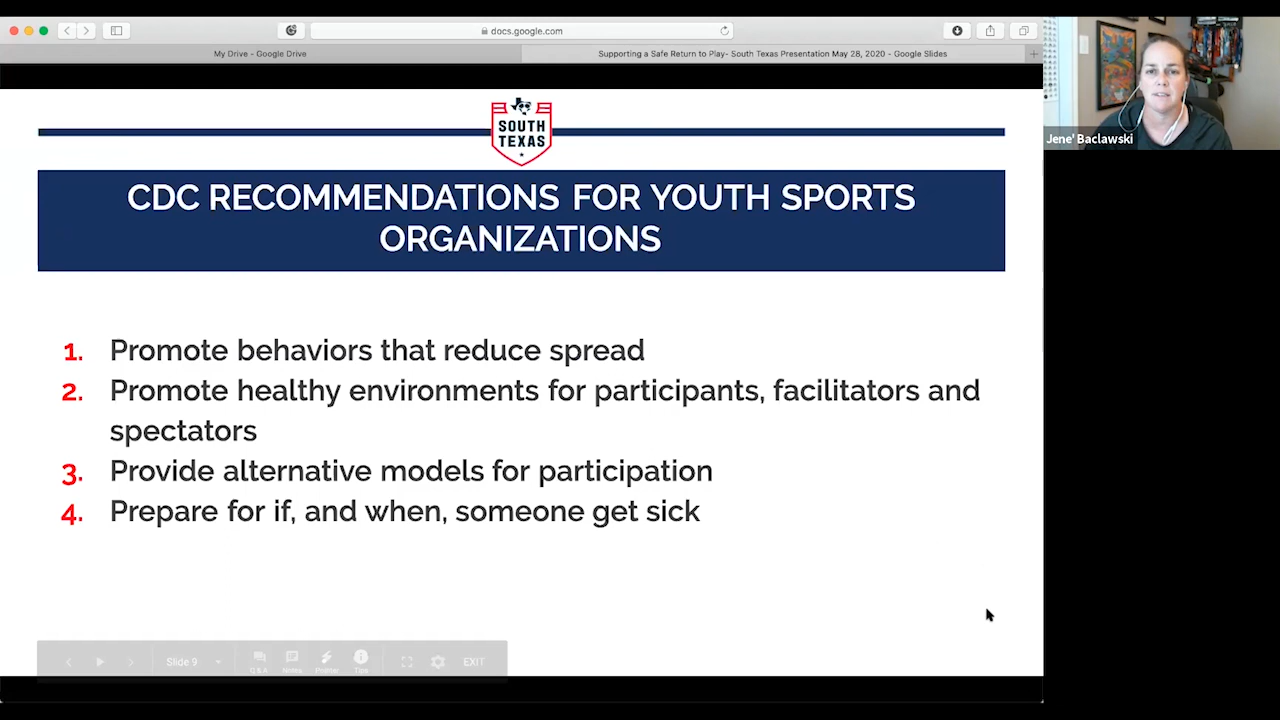 docs.google.com
My Drive - Google Drive
Supporting a Safe Return to Play- South Texas Presentation May 28, 2020 - Google Slides
Jene' Baclawski
SOUTH
TEXAS
CDC RECOMMENDATIONS FOR YOUTH SPORTS
ORGANIZATIONS
1. Promote behaviors that reduce spread
2. Promote healthy environments for participants, facilitators and
spectators
3. Provide alternative models for participation
4. Prepare for if, and when, someone get sick
Slide 9
Q & A
Notes
Pointer
Tips
EXIT